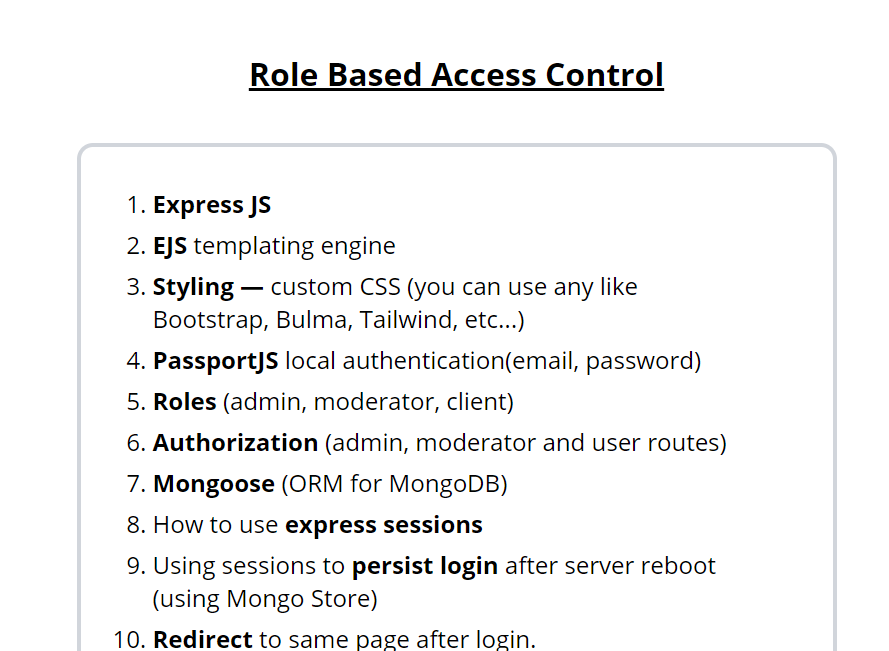 Role Based Access Control
1. Express JS
2. EJS templating engine
3. Styling — custom CSS (you can use any like
Bootstrap, Bulma, Tailwind, etc...)
4. PassportJS local authentication(email, password)
5. Roles (admin, moderator, client)
6. Authorization (admin, moderator and user routes)
7. Mongoose (ORM for MongoDB)
8. How to use express sessions
9. Using sessions to persist login after server reboot
(using Mongo Store)
10. Redirect to same page after login.